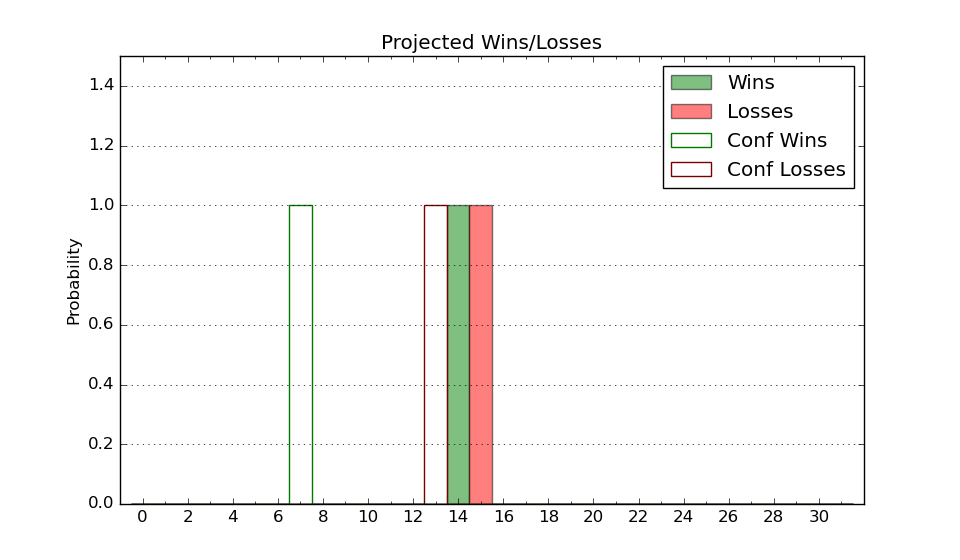 Projected Wins/Losses
1.4
1.2
1.0
0.8
0.6
0.4
0.2
0.0
Probability
Wins
Losses
Conf Wins
Conf Losses
0 2 4 6 8 10 12 14 16 18 20 22 24 26 28 30